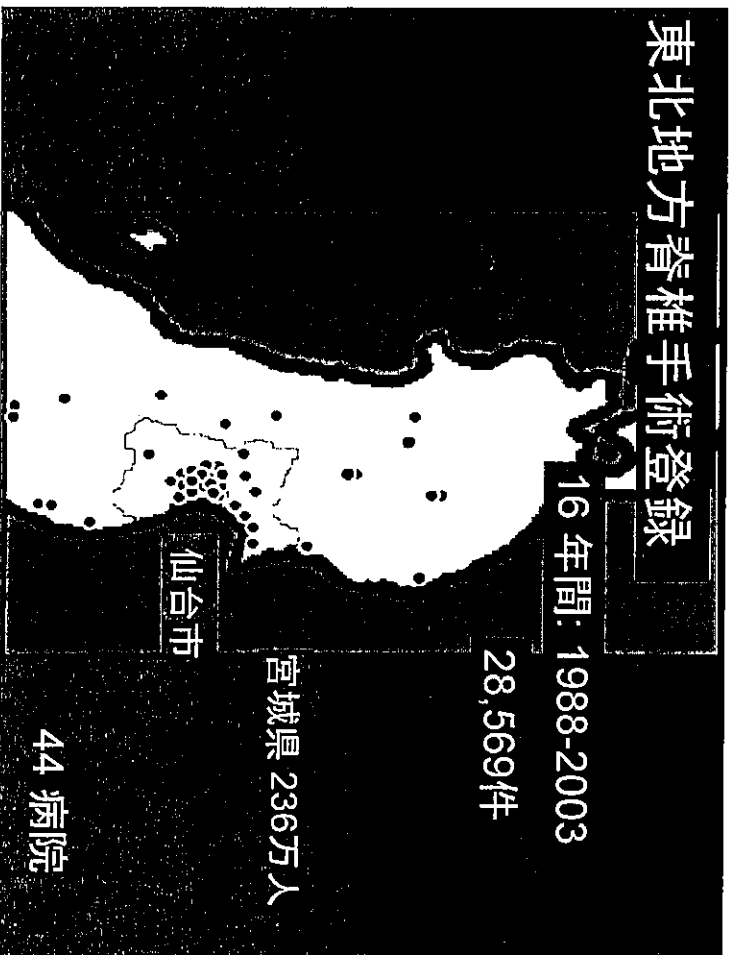 東北地方脊椎手術登録
16 年間: 1988-2003
28,569件
宮城県 236万人
仙台市
44 病院